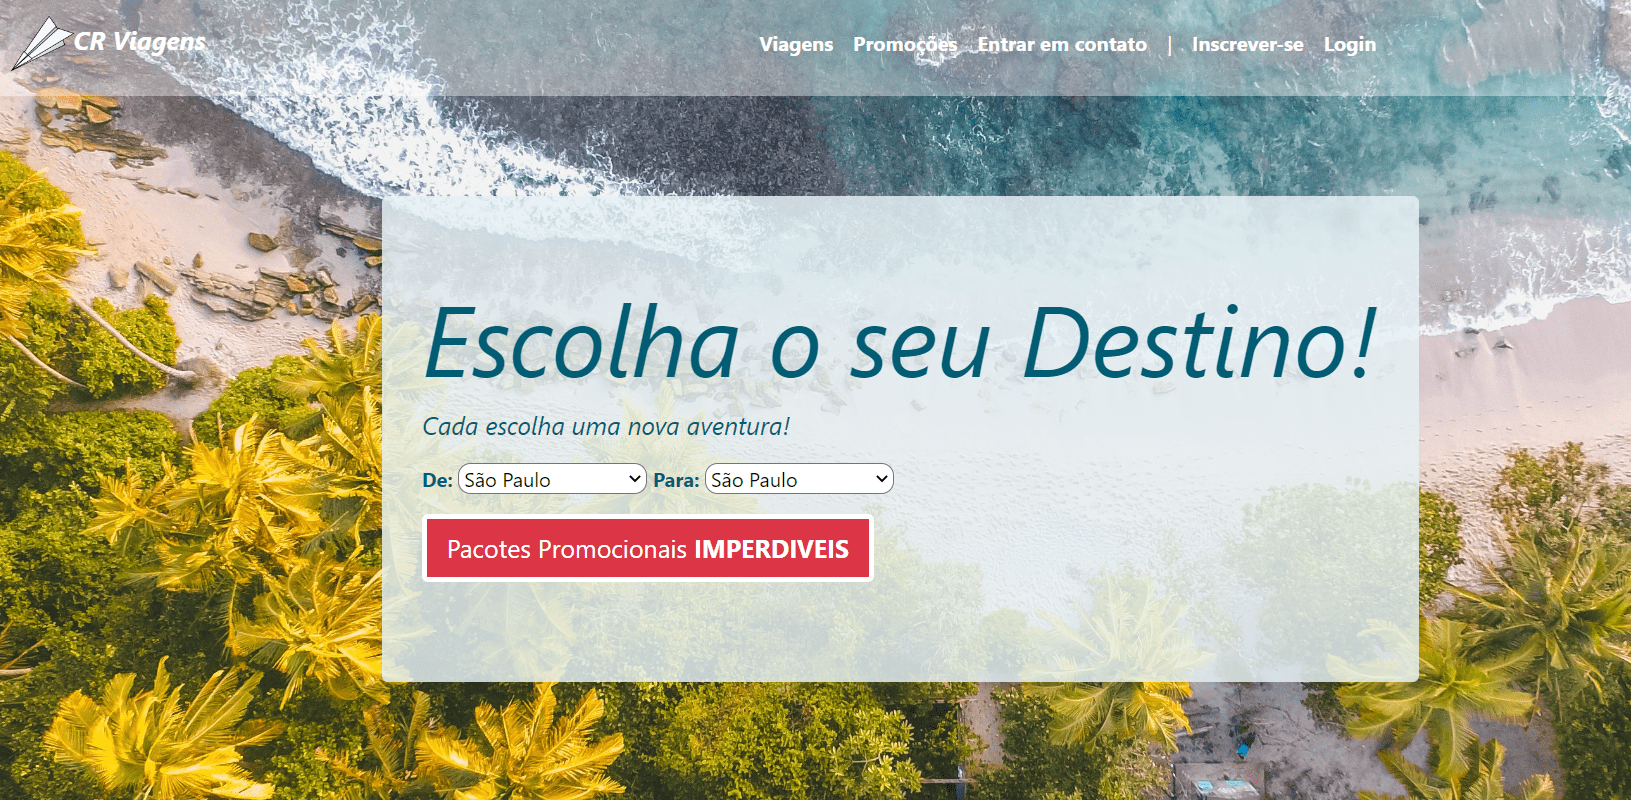 CR Viagens
Viagens Promoções Entrar em contato | Inscrever-se Login
Escolha o seu Destino!
Cada escolha uma nova aventura!
De: São Paulo Para: São Paulo
Pacotes Promocionais IMPERDIVEIS